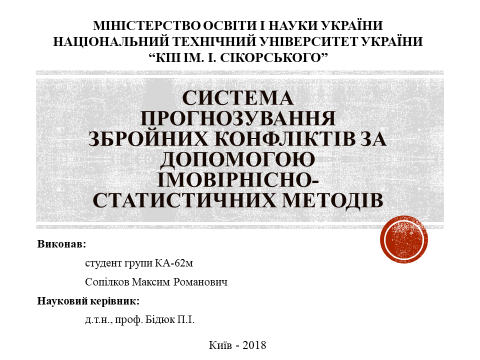 МІНІСТЕРСТВО ОСВІТИ І НАУКИ УКРАЇНИ
НАЦІОНАЛЬНИЙ ТЕХНІЧНИЙ УНІВЕРСИТЕТ УКРАЇНИ
“КПІ ІМ. І. СІКОРСЬКОГО”
СИСТЕМА
ПРОГНОЗУВАННЯ
ЗБРОЙНИХ КОНФЛІКТІВ ЗА
ДОПОМОГОЮ
ІМОВІРНІСНО-
СТАТИСТИЧНИХ МЕТОДІВ
Виконав:
студент групи КА-62м
Сопілков Максим Романович
Науковий керівник:
д.т.н., проф. Бідюк П.І.
Київ - 2018